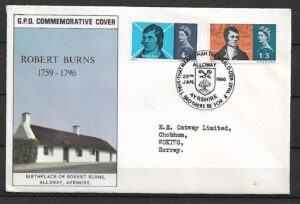 G.P.O. COMMEMORATIVE COVER
ROBERT BURNS
1759 - 1796
4d
1/3
ALLOWAY
25TH
JAN.
1966
AYRSHIRE
BROTHERS BE FOR A' THAT
E.E. Ostway Limited,
Chobham,
WOKING,
Surrey.
BIRTHPLACE OF ROBERT BURNS,
ALLOWAY, AYRSHIRE.